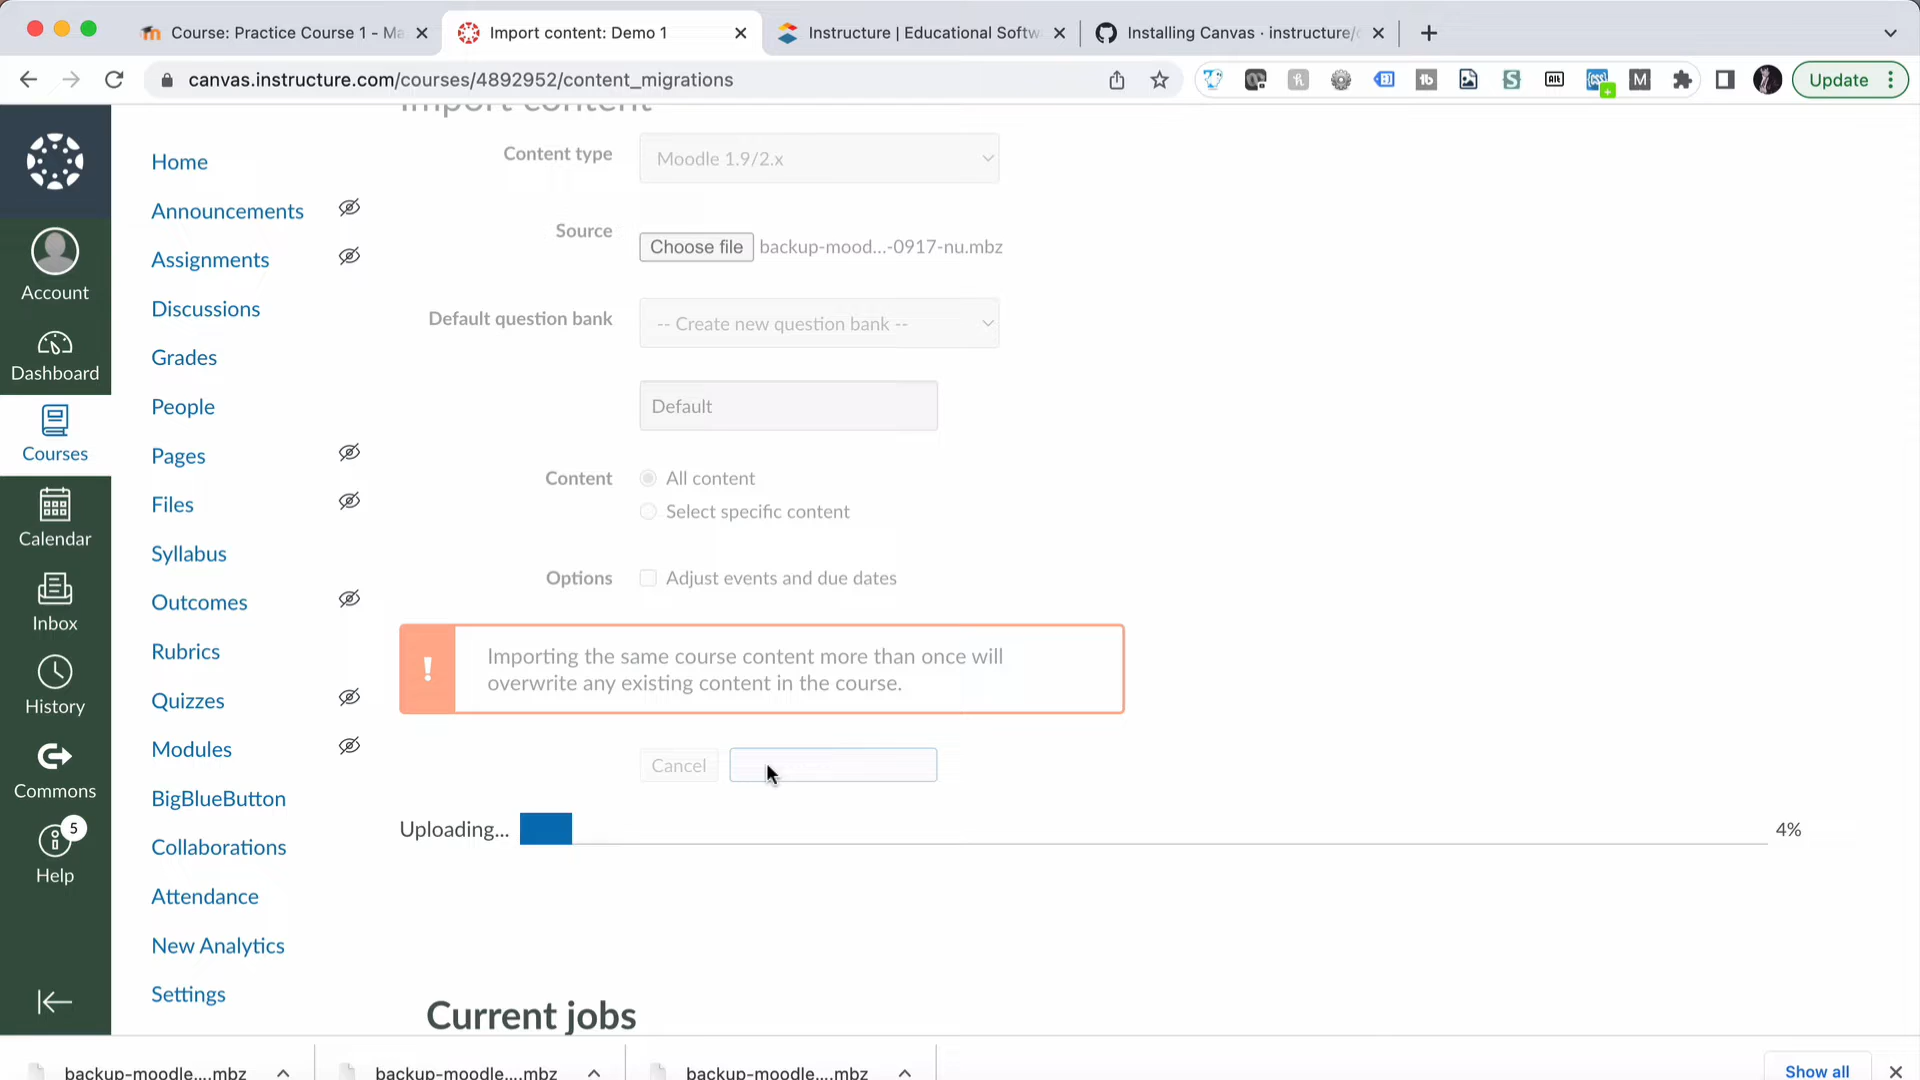 Course: Practice Course 1 - Ma
Import content: Demo 1
Instructure | Educational Softw
Installing Canvas · instructure/c
canvas.instructure.com/courses/4892952/content_migrations
Update
Import content
Home
Announcements
Assignments
Discussions
Grades
People
Pages
Files
Syllabus
Outcomes
Rubrics
Quizzes
Modules
BigBlueButton
Collaborations
Attendance
New Analytics
Settings
Account
Dashboard
Courses
Calendar
Inbox
History
Commons
5
Help
Content type
Moodle 1.9/2.x
Source
Choose file backup-mood...-0917-nu.mbz
Default question bank
-- Create new question bank --
Default
Content
All content
Select specific content
Options
Adjust events and due dates
!
Importing the same course content more than once will
overwrite any existing content in the course.
Cancel
Uploading... 4%
Current jobs
backup-moodle....mbz
backup-moodle....mbz
backup-moodle....mbz
Show all